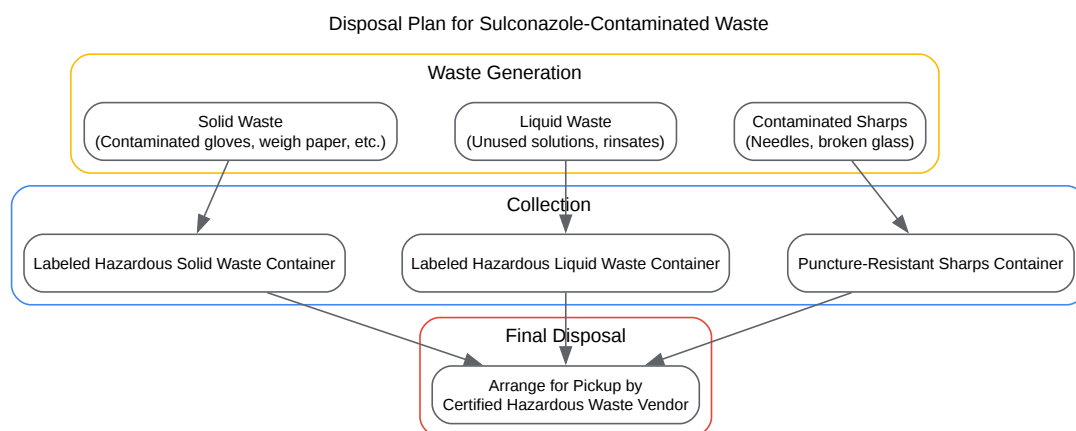 Disposal Plan for Sulconazole-Contaminated Waste
Waste Generation
Solid Waste
(Contaminated gloves, weigh paper, etc.)
Liquid Waste
(Unused solutions, rinsates)
Contaminated Sharps
(Needles, broken glass)
Collection
Labeled Hazardous Solid Waste Container
Labeled Hazardous Liquid Waste Container
Puncture-Resistant Sharps Container
Final Disposal
Arrange for Pickup by
Certified Hazardous Waste Vendor